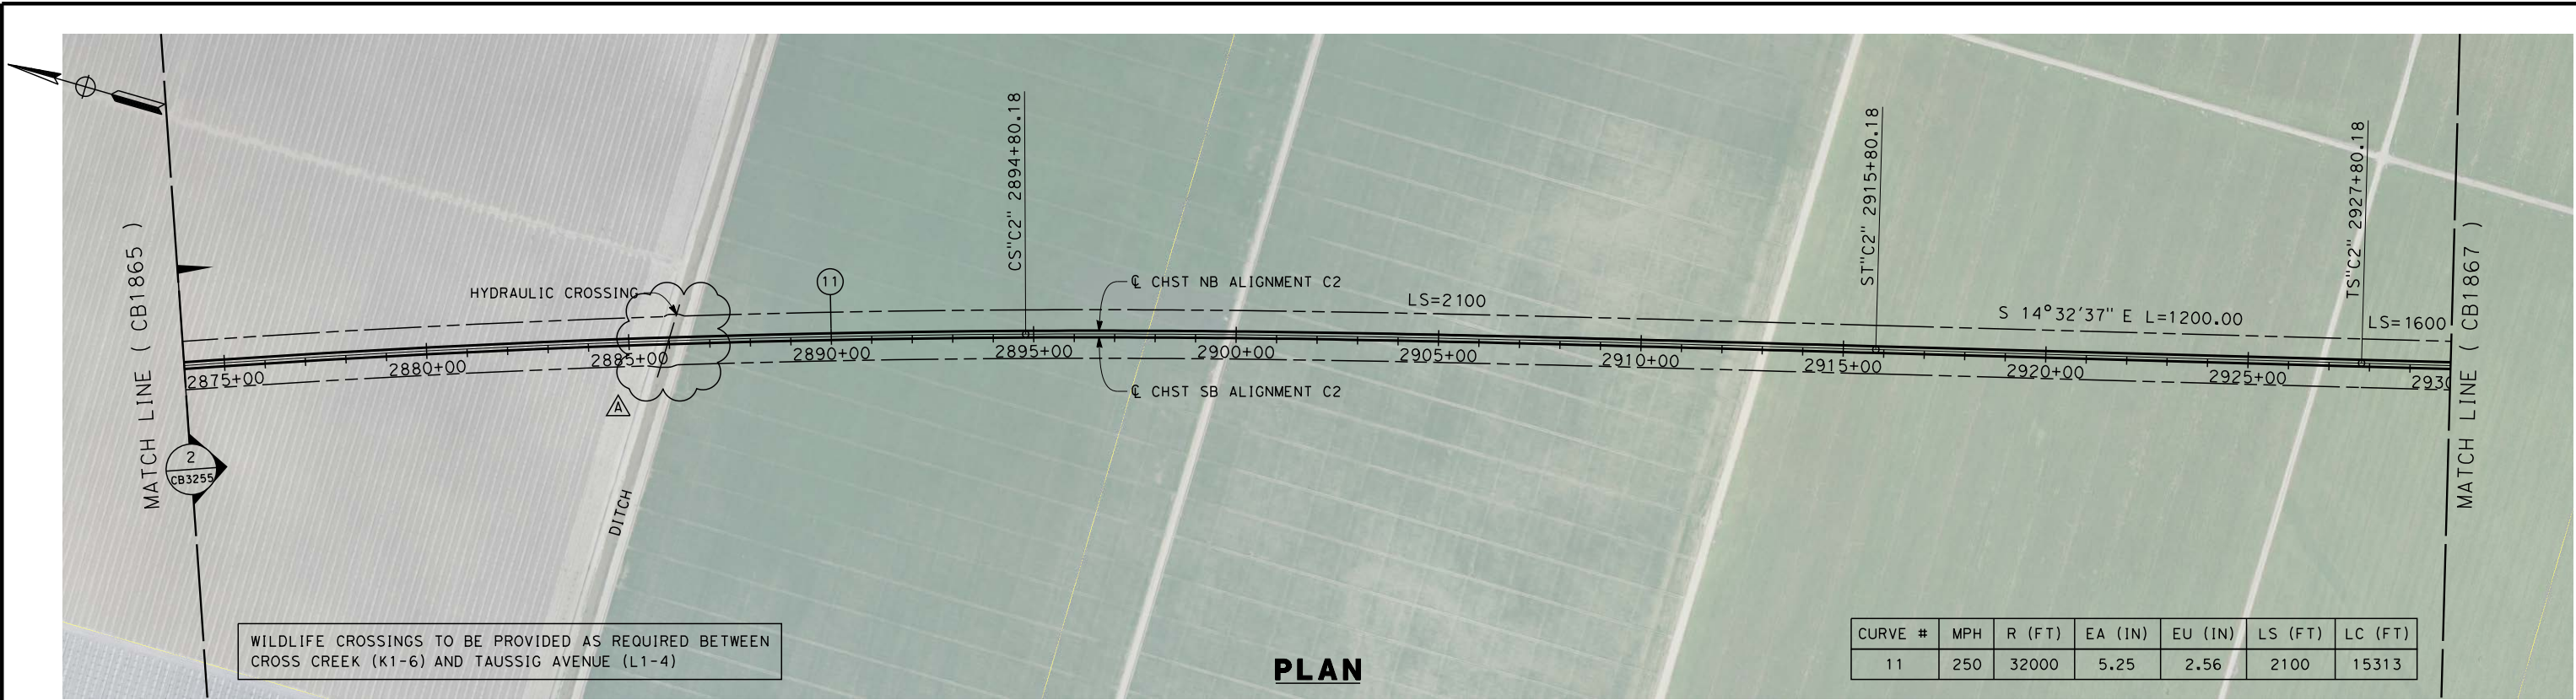 MATCH LINE ( CB1865 )
2
CB3255
HYDRAULIC CROSSING
A
DITCH
11
CS"C2" 2894+80.18
℄ CHST NB ALIGNMENT C2
℄ CHST SB ALIGNMENT C2
LS=2100
ST"C2" 2915+80.18
S 14°32'37" E L=1200.00
TS"C2" 2927+80.18
LS=1600
MATCH LINE ( CB1867 )
2875+00
2880+00
2885+00
2890+00
2895+00
2900+00
2905+00
2910+00
2915+00
2920+00
2925+00
2930
WILDLIFE CROSSINGS TO BE PROVIDED AS REQUIRED BETWEEN
CROSS CREEK (K1-6) AND TAUSSIG AVENUE (L1-4)
PLAN
CURVE # MPH R (FT) EA (IN) EU (IN) LS (FT) LC (FT)
11 250 32000 5.25 2.56 2100 15313